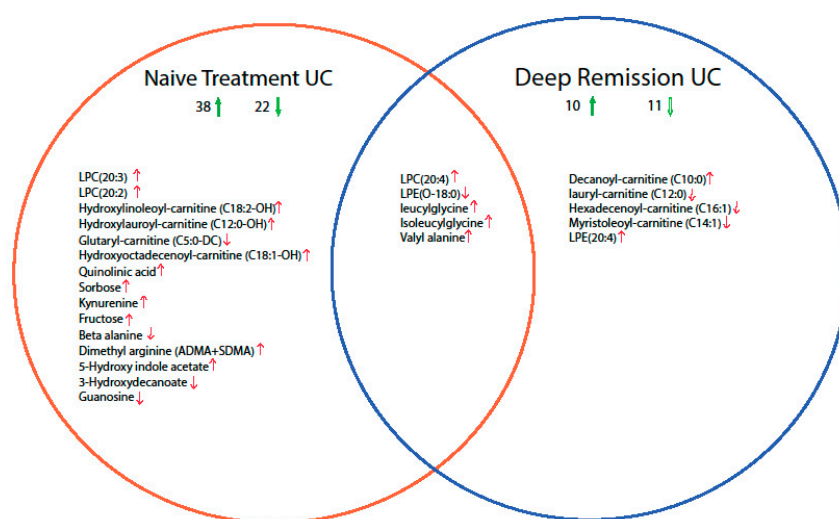 Naive Treatment UC
38 ↑ 22 ↓
LPC(20:3) ↑
LPC(20:2) ↑
Hydroxylinoleoyl-carnitine (C18:2-OH)↑
Hydroxylauroyl-carnitine (C12:0-OH)↑
Glutaryl-carnitine (C5:0-DC)↓
Hydroxyoctadecenoyl-carnitine (C18:1-OH)↑
Quinolinic acid↑
Sorbose↑
Kynurenine↑
Fructose↑
Beta alanine ↓
Dimethyl arginine (ADMA+SDMA)↑
5-Hydroxy indole acetate↑
3-Hydroxydecanoate↓
Guanosine↓
LPC(20:4)↑
LPE(O-18:0)↓
leucylglycine↑
Isoleucylglycine↑
Valyl alanine↑
Deep Remission UC
10 ↑ 11 ⇩
Decanoyl-carnitine (C10:0)↑
lauryl-carnitine (C12:0)↓
Hexadecenoyl-carnitine (C16:1)↓
Myristoleoyl-carnitine (C14:1)↓
LPE(20:4)↑